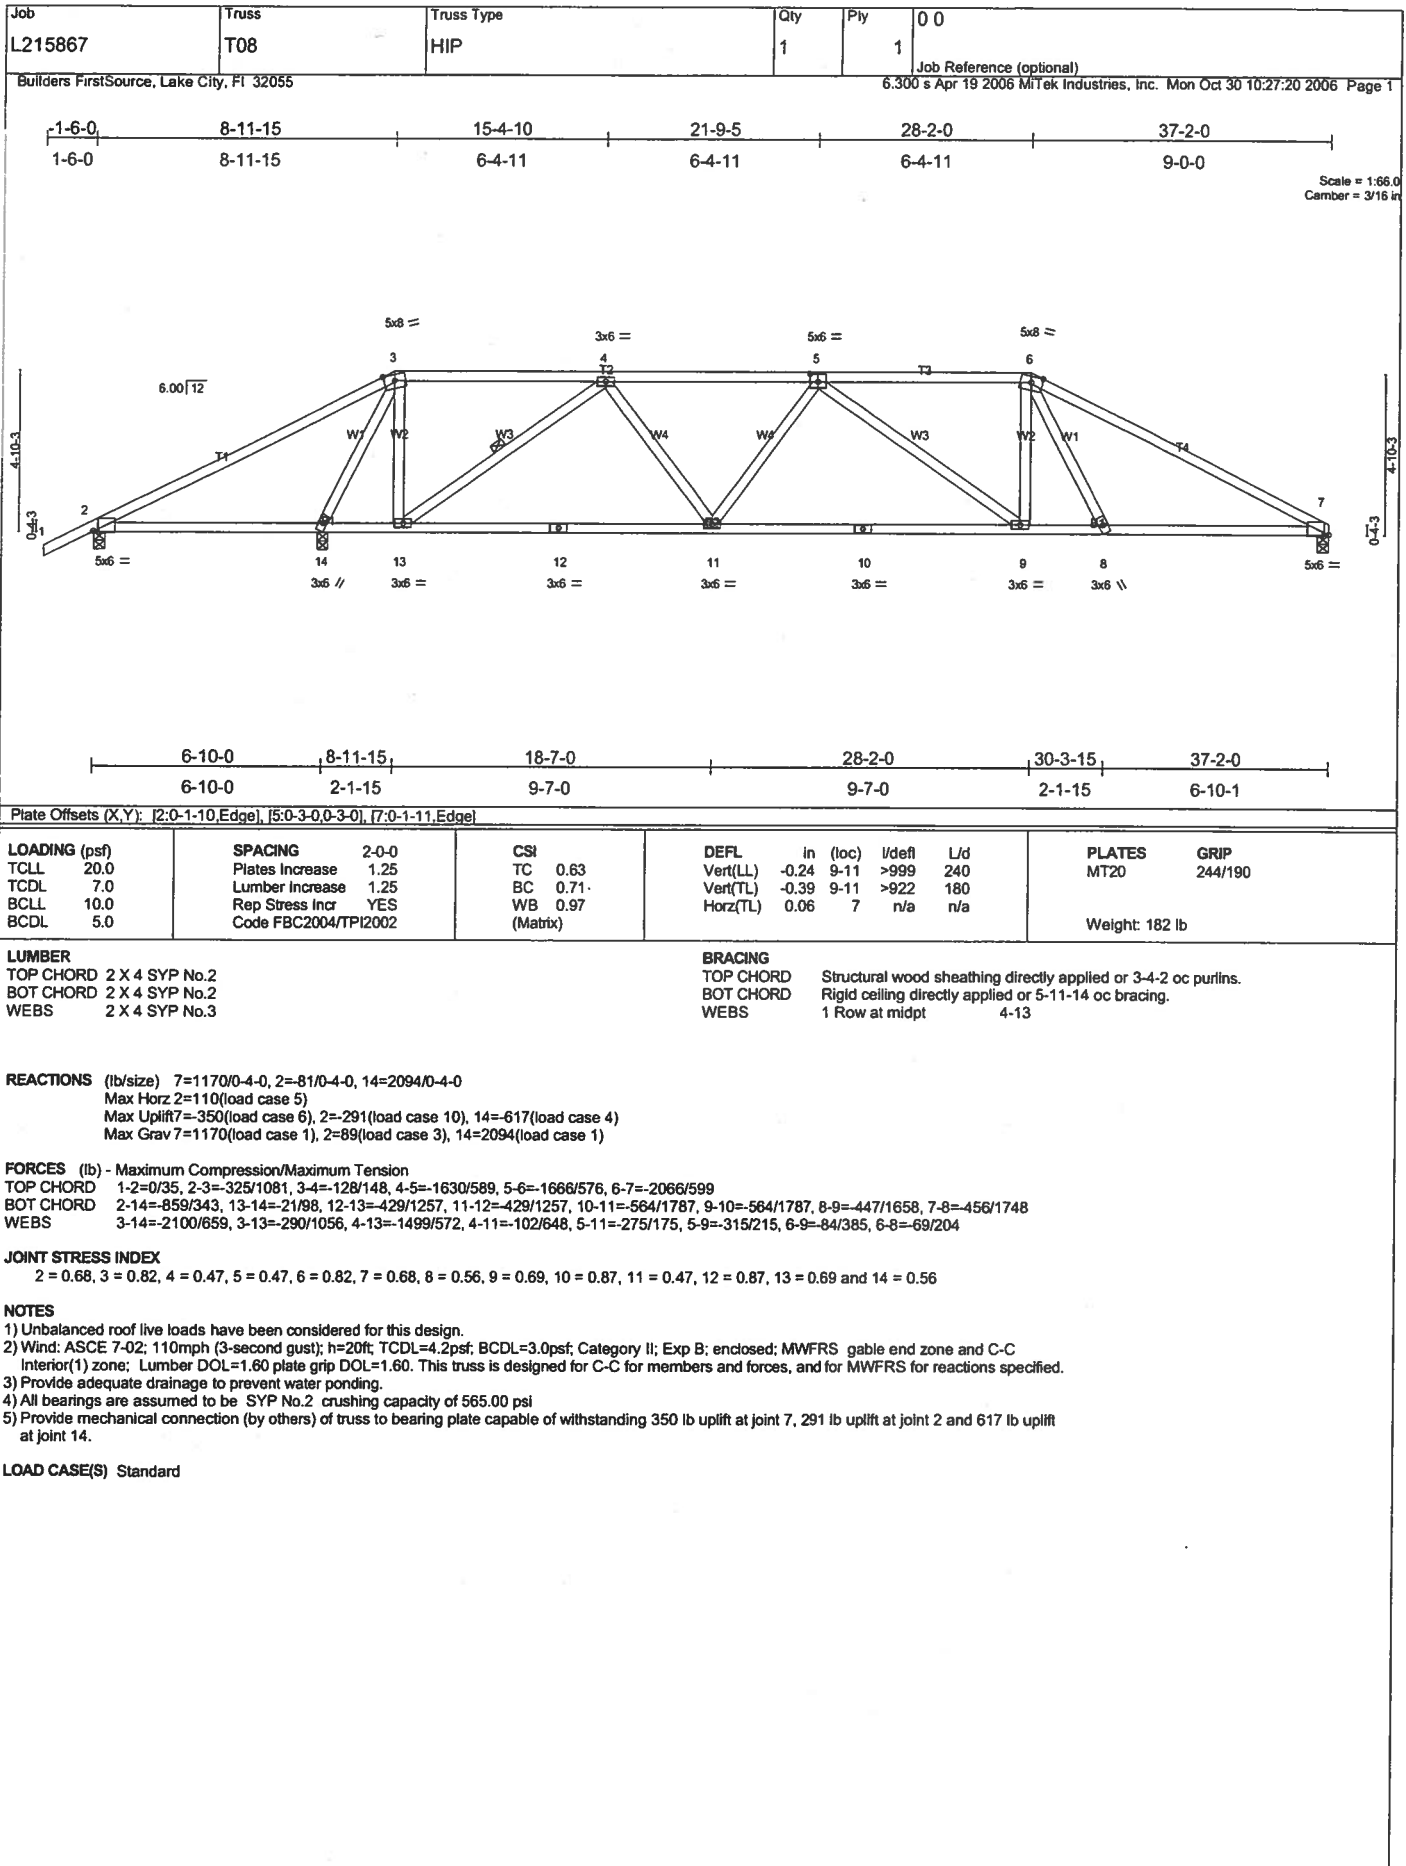 Job Truss Truss Type Qty Ply 0 0
L215867 T08 HIP 1 1
Job Reference (optional)
Builders FirstSource, Lake City, Fl 32055 6.300 s Apr 19 2006 MiTek Industries, Inc. Mon Oct 30 10:27:20 2006 Page 1
-1-6-0 8-11-15 15-4-10 21-9-5 28-2-0 37-2-0
1-6-0 8-11-15 6-4-11 6-4-11 6-4-11 9-0-0
Scale = 1:66.0
Camber = 3/16 in
5x8 = 3x6 = 5x6 = 5x8 =
3 4 5 6
T2 T3
6.00 12
W1 W2 W3 W4 W4 W3 W2 W1
T1 T4
4-10-3 4-10-3
2 7
0-4-3 1 0-4-3
5x6 = 14 13 12 11 10 9 8 5x6 =
3x6 // 3x6 = 3x6 = 3x6 = 3x6 = 3x6 = 3x6 \\
6-10-0 8-11-15 18-7-0 28-2-0 30-3-15 37-2-0
6-10-0 2-1-15 9-7-0 9-7-0 2-1-15 6-10-1
Plate Offsets (X,Y): [2:0-1-10,Edge], [5:0-3-0,0-3-0], [7:0-1-11,Edge]
LOADING (psf) SPACING 2-0-0 CSI DEFL in (loc) l/defl L/d PLATES GRIP
TCLL 20.0 Plates Increase 1.25 TC 0.63 Vert(LL) -0.24 9-11 >999 240 MT20 244/190
TCDL 7.0 Lumber Increase 1.25 BC 0.71 Vert(TL) -0.39 9-11 >922 180
BCLL 10.0 Rep Stress Incr YES WB 0.97 Horz(TL) 0.06 7 n/a n/a
BCDL 5.0 Code FBC2004/TPI2002 (Matrix) Weight: 182 lb
LUMBER
TOP CHORD 2 X 4 SYP No.2
BOT CHORD 2 X 4 SYP No.2
WEBS 2 X 4 SYP No.3
BRACING
TOP CHORD Structural wood sheathing directly applied or 3-4-2 oc purlins.
BOT CHORD Rigid ceiling directly applied or 5-11-14 oc bracing.
WEBS 1 Row at midpt 4-13
REACTIONS (lb/size) 7=1170/0-4-0, 2=-81/0-4-0, 14=2094/0-4-0
Max Horz 2=110(load case 5)
Max Uplift7=-350(load case 6), 2=-291(load case 10), 14=-617(load case 4)
Max Grav 7=1170(load case 1), 2=89(load case 3), 14=2094(load case 1)
FORCES (lb) - Maximum Compression/Maximum Tension
TOP CHORD 1-2=0/35, 2-3=-325/1081, 3-4=-128/148, 4-5=-1630/589, 5-6=-1666/576, 6-7=-2066/599
BOT CHORD 2-14=-859/343, 13-14=-21/98, 12-13=-429/1257, 11-12=-429/1257, 10-11=-564/1787, 9-10=-564/1787, 8-9=-447/1658, 7-8=-456/1748
WEBS 3-14=-2100/659, 3-13=-290/1056, 4-13=-1499/572, 4-11=-102/648, 5-11=-275/175, 5-9=-315/215, 6-9=-84/385, 6-8=-69/204
JOINT STRESS INDEX
2 = 0.68, 3 = 0.82, 4 = 0.47, 5 = 0.47, 6 = 0.82, 7 = 0.68, 8 = 0.56, 9 = 0.69, 10 = 0.87, 11 = 0.47, 12 = 0.87, 13 = 0.69 and 14 = 0.56
NOTES
1) Unbalanced roof live loads have been considered for this design.
2) Wind: ASCE 7-02; 110mph (3-second gust); h=20ft; TCDL=4.2psf; BCDL=3.0psf; Category II; Exp B; enclosed; MWFRS gable end zone and C-C
Interior(1) zone; Lumber DOL=1.60 plate grip DOL=1.60. This truss is designed for C-C for members and forces, and for MWFRS for reactions specified.
3) Provide adequate drainage to prevent water ponding.
4) All bearings are assumed to be SYP No.2 crushing capacity of 565.00 psi
5) Provide mechanical connection (by others) of truss to bearing plate capable of withstanding 350 lb uplift at joint 7, 291 lb uplift at joint 2 and 617 lb uplift
at joint 14.
LOAD CASE(S) Standard